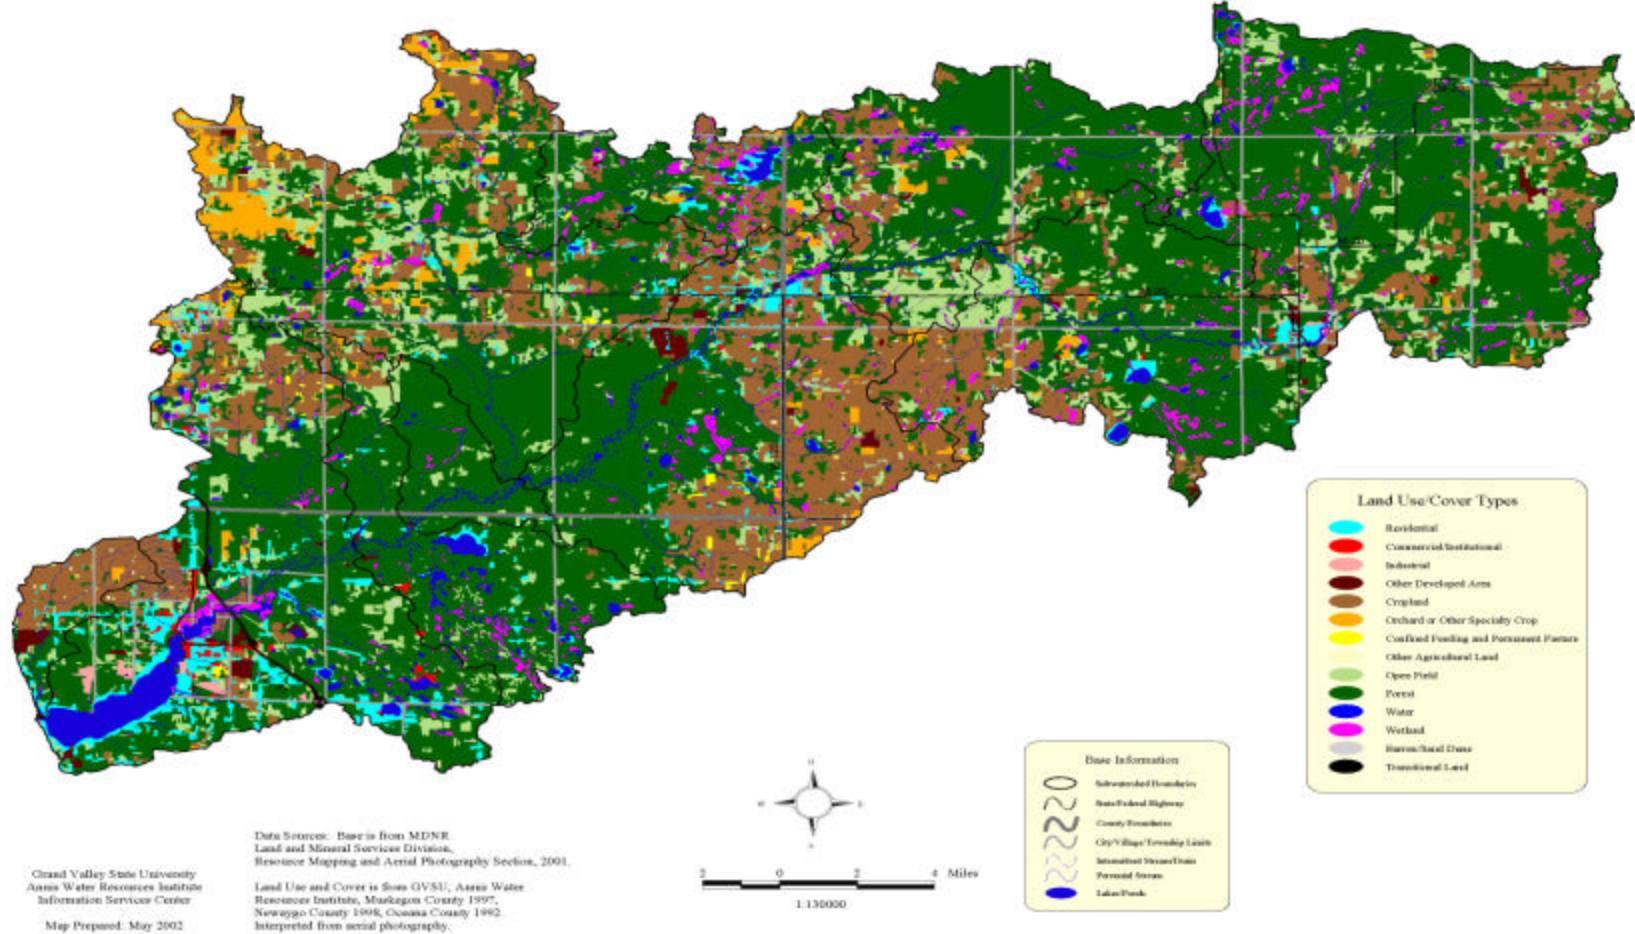 Land Use/Cover Types
Residential
Commercial/Institutional
Industrial
Other Developed Area
Cropland
Orchard or Other Specialty Crop
Confined Feeding and Permanent Pasture
Other Agricultural Land
Open Field
Forest
Water
Wetland
Barren/Sand Dune
Transitional Land
Base Information
Subwatershed Boundaries
State/Federal Highway
County Boundaries
City/Village/Township Limits
Intermittent Stream/Drain
Perennial Stream
Lakes/Ponds
N
W E
S
2 0 2 4 Miles
1:130000
Data Sources: Base is from MDNR
Land and Mineral Services Division,
Resource Mapping and Aerial Photography Section, 2001.
Land Use and Cover is from GVSU, Annis Water
Resources Institute, Muskegon County 1997,
Newaygo County 1998, Oceana County 1992.
Interpreted from aerial photography.
Grand Valley State University
Annis Water Resources Institute
Information Services Center
Map Prepared: May 2002